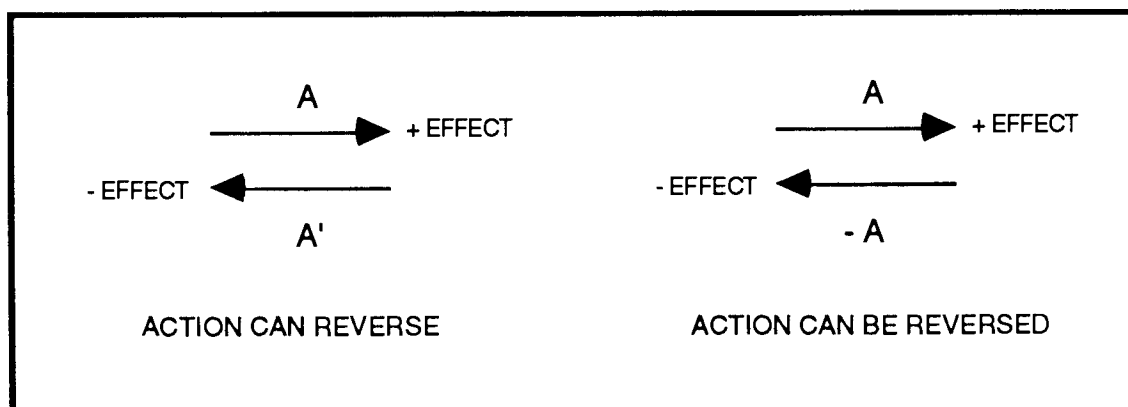 A
+ EFFECT
- EFFECT
A'
ACTION CAN REVERSE
A
+ EFFECT
- EFFECT
- A
ACTION CAN BE REVERSED